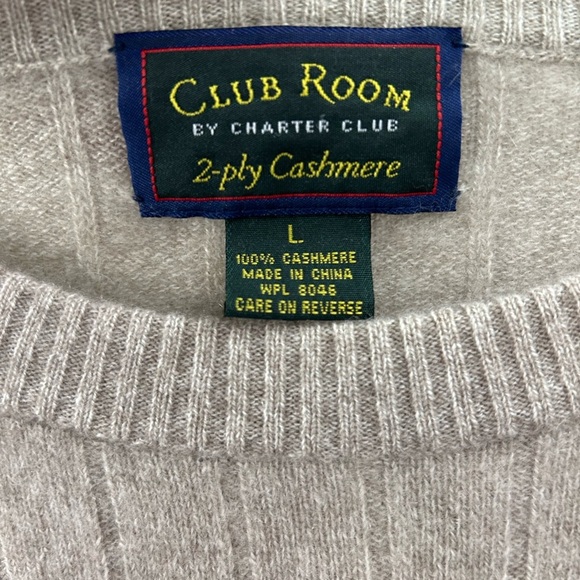 CLUB ROOM
BY CHARTER CLUB
2-ply Cashmere
L
100% CASHMERE
MADE IN CHINA
WPL 8046
CARE ON REVERSE